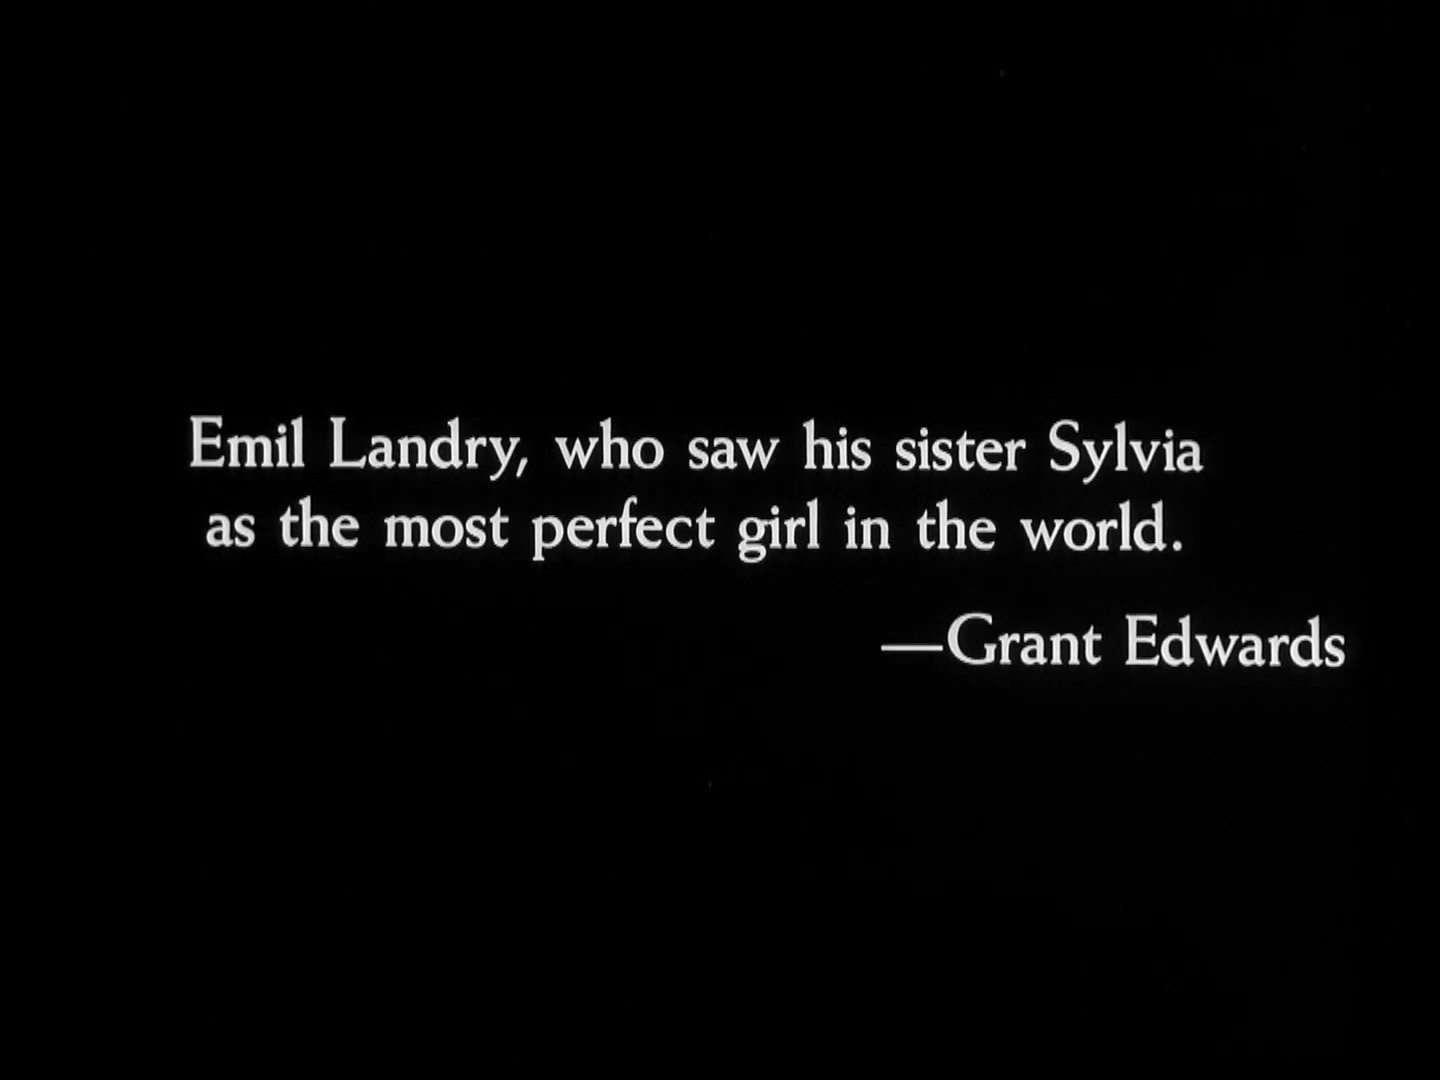 Emil Landry, who saw his sister Sylvia
as the most perfect girl in the world.
—Grant Edwards